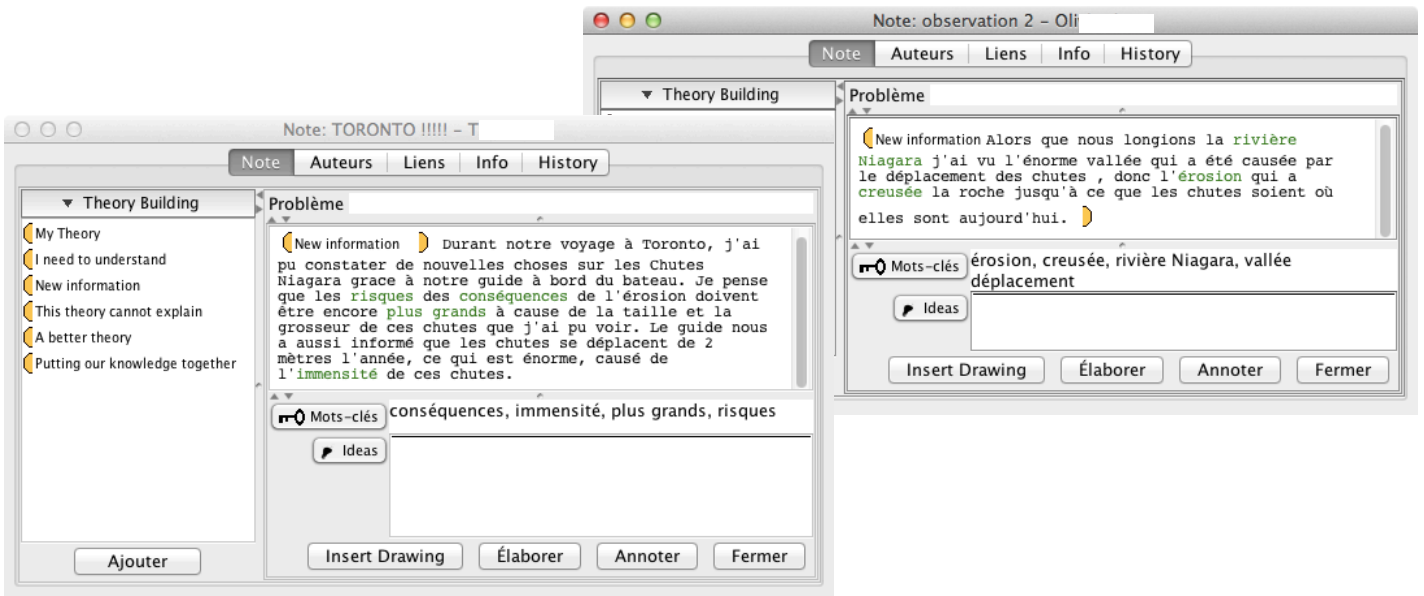 Note: observation 2 – Oli
Note Auteurs Liens Info History
Theory Building
Problème
New information Alors que nous longions la rivière
Niagara j'ai vu l'énorme vallée qui a été causée par
le déplacement des chutes , donc l'érosion qui a
creusée la roche jusqu'à ce que les chutes soient où
elles sont aujourd'hui.
Mots-clés érosion, creusée, rivière Niagara, vallée
déplacement
Ideas
Insert Drawing Élaborer Annoter Fermer
Note: TORONTO !!!!! – T
Note Auteurs Liens Info History
Theory Building
My Theory
I need to understand
New information
This theory cannot explain
A better theory
Putting our knowledge together
Ajouter
Problème
New information Durant notre voyage à Toronto, j'ai
pu constater de nouvelles choses sur les Chutes
Niagara grace à notre guide à bord du bateau. Je pense
que les risques des conséquences de l'érosion doivent
être encore plus grands à cause de la taille et la
grosseur de ces chutes que j'ai pu voir. Le guide nous
a aussi informé que les chutes se déplacent de 2
mètres l'année, ce qui est énorme, causé de
l'immensité de ces chutes.
Mots-clés conséquences, immensité, plus grands, risques
Ideas
Insert Drawing Élaborer Annoter Fermer